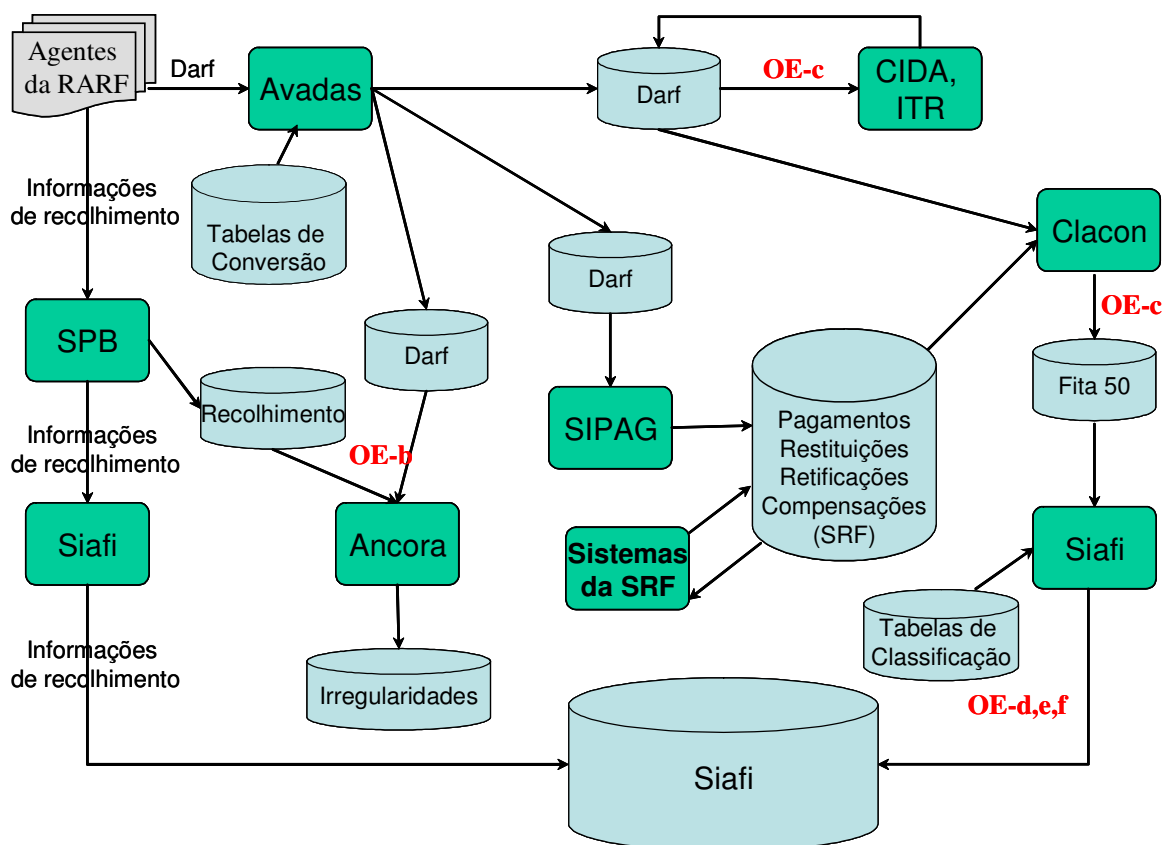 Agentes
da RARF
Darf
Avadas
Darf
OE-c
CIDA,
ITR
Informações
de recolhimento
Tabelas de
Conversão
Darf
Clacon
OE-c
SPB
Darf
Recolhimento
Fita 50
SIPAG
Pagamentos
Restituições
Retificações
Compensações
(SRF)
Informações
de recolhimento
OE-b
Siafi
Ancora
Sistemas
da SRF
Siafi
Tabelas de
Classificação
Informações
de recolhimento
Irregularidades
OE-d,e,f
Siafi